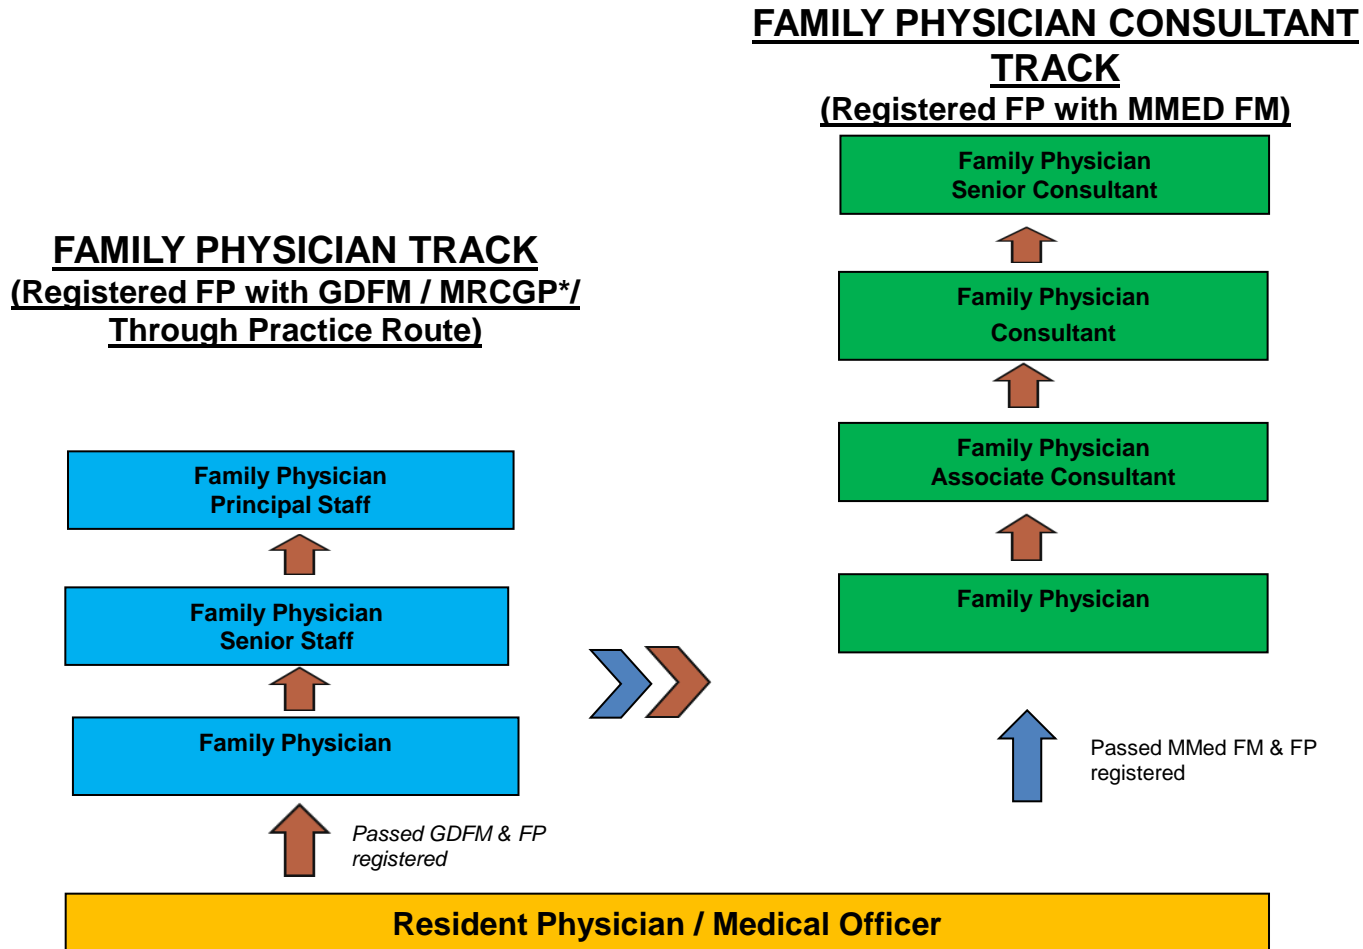 FAMILY PHYSICIAN CONSULTANT
TRACK
(Registered FP with MMED FM)
Family Physician
Senior Consultant
Family Physician
Consultant
Family Physician
Associate Consultant
Family Physician
Passed MMed FM & FP
registered
FAMILY PHYSICIAN TRACK
(Registered FP with GDFM / MRCGP*/
Through Practice Route)
Family Physician
Principal Staff
Family Physician
Senior Staff
Family Physician
Passed GDFM & FP
registered
Resident Physician / Medical Officer